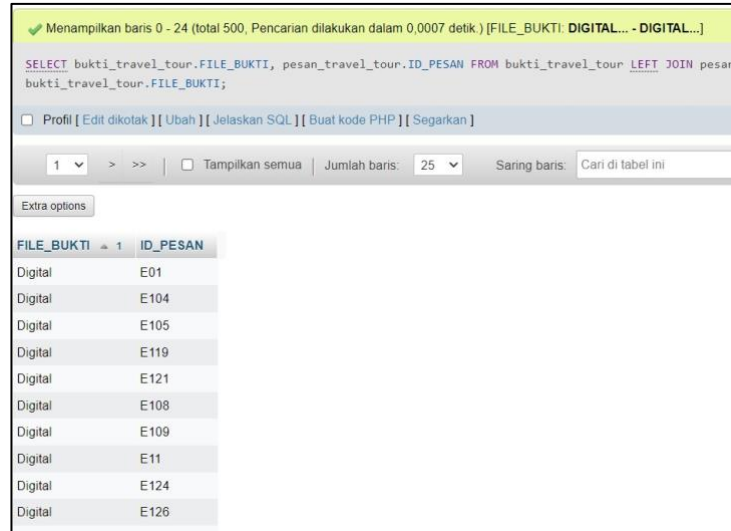 Menampilkan baris 0 - 24 (total 500, Pencarian dilakukan dalam 0,0007 detik.) [FILE_BUKTI: DIGITAL... - DIGITAL...]
SELECT bukti_travel_tour.FILE_BUKTI, pesan_travel_tour.ID_PESAN FROM bukti_travel_tour LEFT JOIN pesan
bukti_travel_tour.FILE_BUKTI;
Profil [ Edit dikotak ] [ Ubah ] [ Jelaskan SQL ] [ Buat kode PHP ] [ Segarkan ]
1 > >> | Tampilkan semua | Jumlah baris: 25 Saring baris: Cari di tabel ini
Extra options
FILE_BUKTI 1 ID_PESAN
Digital E01
Digital E104
Digital E105
Digital E119
Digital E121
Digital E108
Digital E109
Digital E11
Digital E124
Digital E126